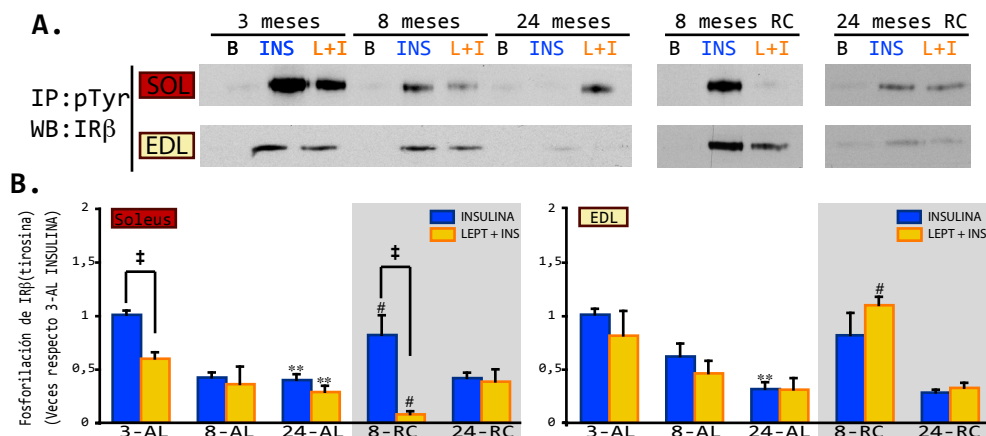 A.
3 meses 8 meses 24 meses 8 meses RC 24 meses RC
B INS L+I B INS L+I B INS L+I B INS L+I B INS L+I
IP:pTyr
WB:IRβ
SOL
EDL
B.
Fosforilación de IRβ(tirosina)
(Veces respecto 3-AL INSULINA)
2
1,5
1
0,5
0
Soleus
INSULINA
LEPT + INS
‡
** **
#
‡
#
3-AL 8-AL 24-AL 8-RC 24-RC
2
1,5
1
0,5
0
EDL
INSULINA
LEPT + INS
**
#
3-AL 8-AL 24-AL 8-RC 24-RC